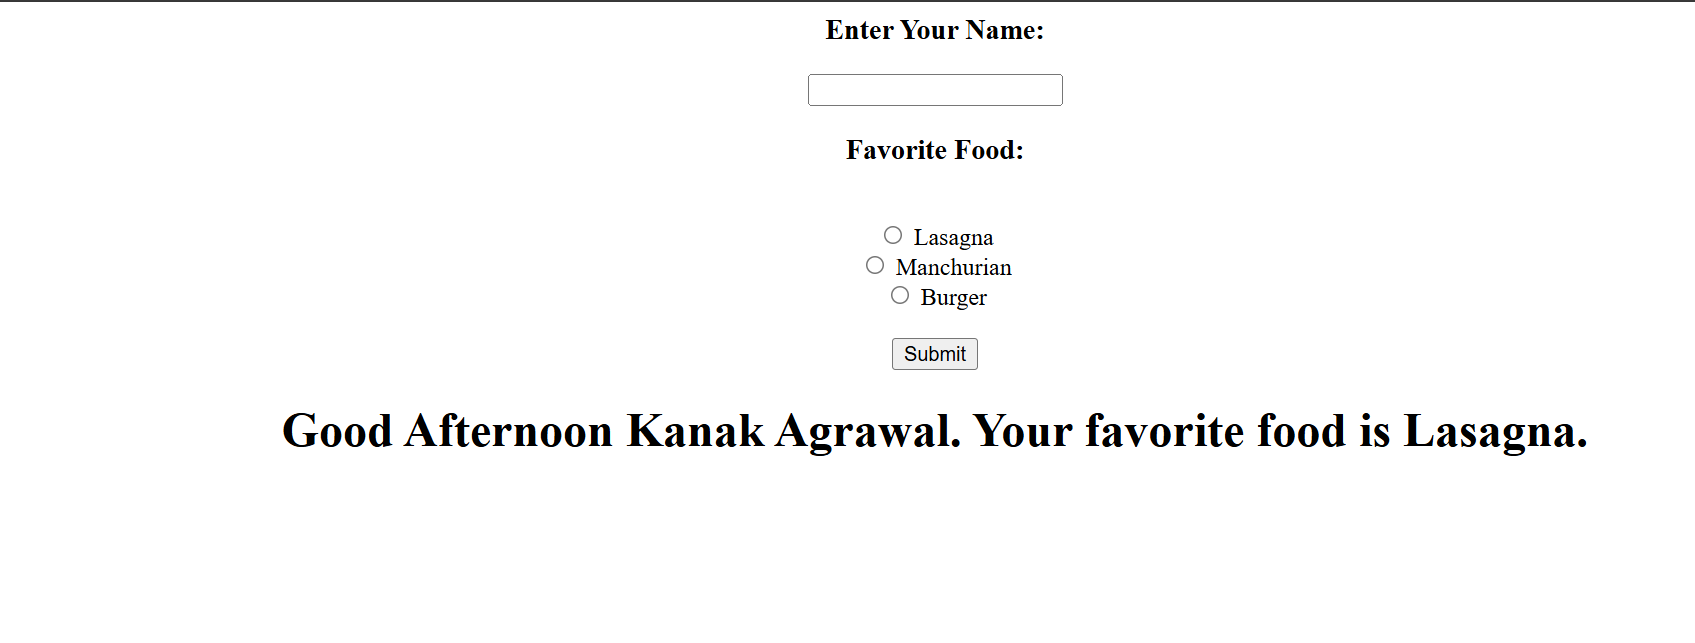 Enter Your Name:
Favorite Food:
Lasagna
Manchurian
Burger
Submit
Good Afternoon Kanak Agrawal. Your favorite food is Lasagna.